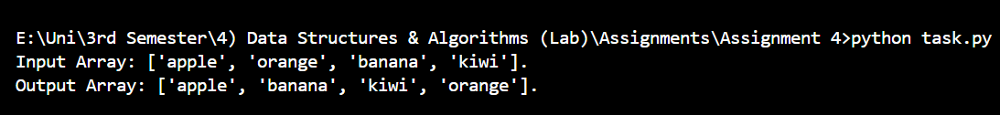 E:\Uni\3rd Semester\4) Data Structures & Algorithms (Lab)\Assignments\Assignment 4>python task.py
Input Array: ['apple', 'orange', 'banana', 'kiwi'].
Output Array: ['apple', 'banana', 'kiwi', 'orange'].